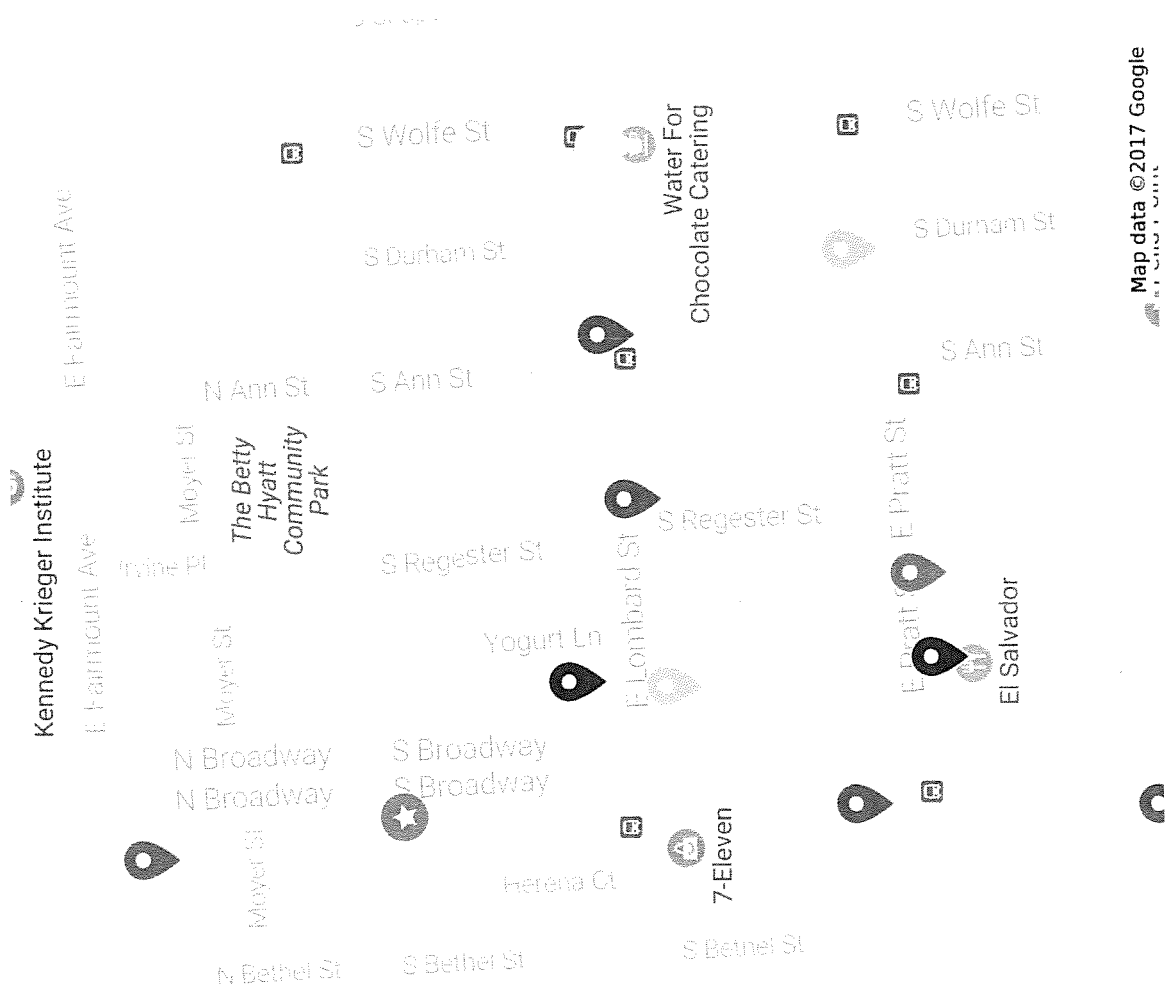 S Wolfe St
S Wolfe St
Water For
Chocolate Catering
Map data ©2017 Google
E Fairmount Ave
S Durham St
S Durham St
N Ann St
S Ann St
S Ann St
Kennedy Krieger Institute
Moyer St
The Betty
Hyatt
Community
Park
E Pratt St
E Fairmount Ave
Irvine Pl
S Regester St
S Regester St
E Lombard St
Yogurt Ln
Moyer St
E Pratt
El Salvador
N Broadway
S Broadway
N Broadway
S Broadway
Moyer St
7-Eleven
N Bethel St
S Bethel St
S Bethel St